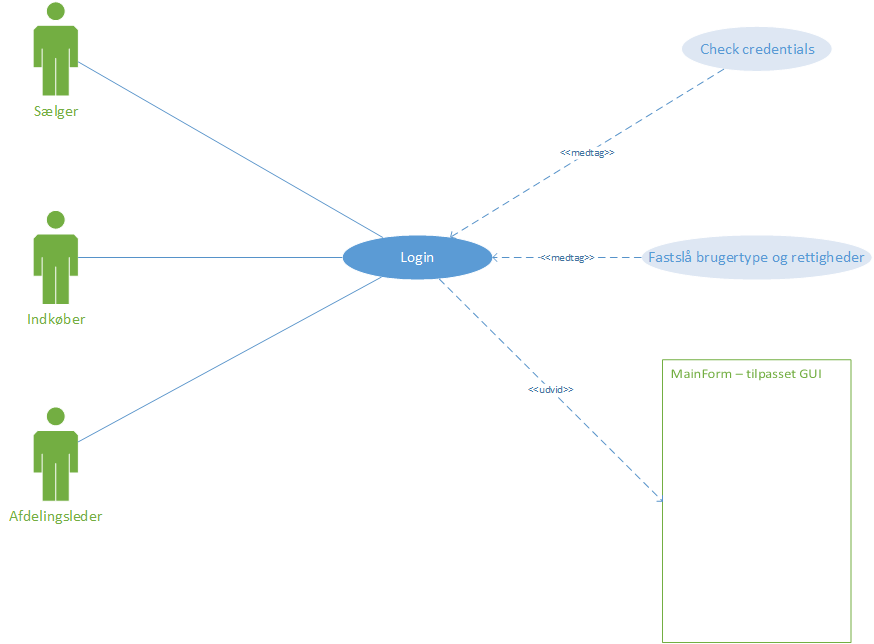 Check credentials
Sælger
<<medtag>>
Login
<<medtag>>
Fastslå brugertype og rettigheder
Indkøber
MainForm – tilpasset GUI
<<udvid>>
Afdelingsleder